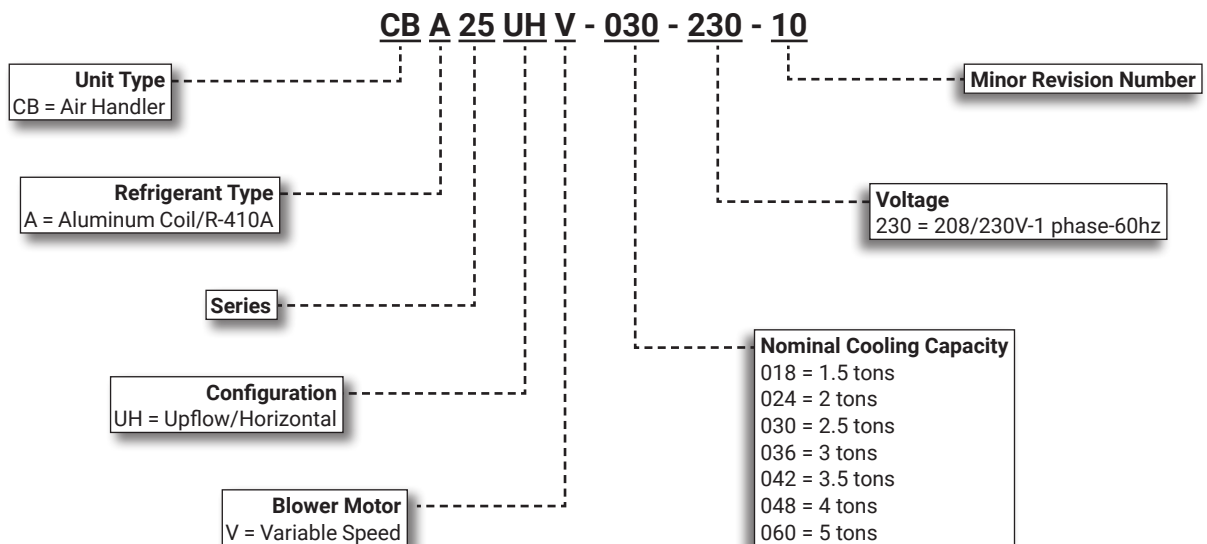 CB A 25 UH V - 030 - 230 - 10
Unit Type
CB = Air Handler
Minor Revision Number
Refrigerant Type
A = Aluminum Coil/R-410A
Voltage
230 = 208/230V-1 phase-60hz
Series
Nominal Cooling Capacity
018 = 1.5 tons
024 = 2 tons
030 = 2.5 tons
036 = 3 tons
042 = 3.5 tons
048 = 4 tons
060 = 5 tons
Configuration
UH = Upflow/Horizontal
Blower Motor
V = Variable Speed